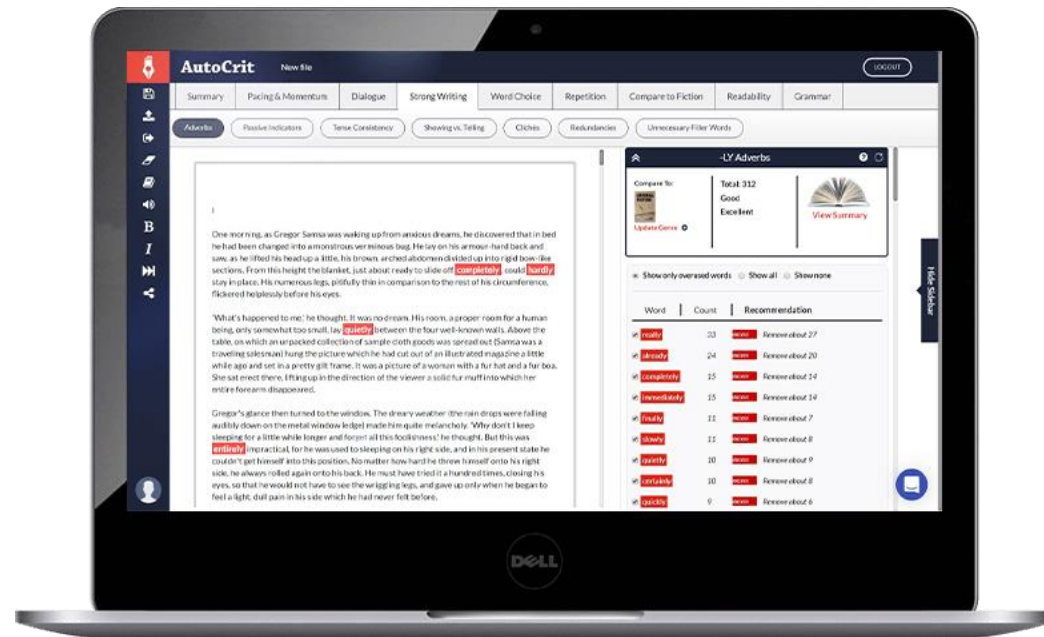 AutoCrit New file LOGOUT
Summary Pacing & Momentum Dialogue Strong Writing Word Choice Repetition Compare to Fiction Readability Grammar
Adverbs Passive Indicators Tense Consistency Showing vs. Telling Clichés Redundancies Unnecessary Filler Words
B
I
One morning, as Gregor Samsa was waking up from anxious dreams, he discovered that in bed
he had been changed into a monstrous verminous bug. He lay on his armour-hard back and
saw, as he lifted his head up a little, his brown, arched abdomen divided up into rigid bow-like
sections. From this height the blanket, just about ready to slide off completely could hardly
stay in place. His numerous legs, pitifully thin in comparison to the rest of his circumference,
flickered helplessly before his eyes.
'What's happened to me,' he thought. It was no dream. His room, a proper room for a human
being, only somewhat too small, lay quietly between the four well-known walls. Above the
table, on which an unpacked collection of sample cloth goods was spread out (Samsa was a
traveling salesman) hung the picture which he had cut out of an illustrated magazine a little
while ago and set in a pretty gilt frame. It was a picture of a woman with a fur hat and a fur boa.
She sat erect there, lifting up in the direction of the viewer a solid fur muff into which her
entire forearm disappeared.
Gregor's glance then turned to the window. The dreary weather (the rain drops were falling
audibly down on the metal window ledge) made him quite melancholy. 'Why don't I keep
sleeping for a little while longer and forget all this foolishness,' he thought. But this was
entirely impractical, for he was used to sleeping on his right side, and in his present state he
couldn't get himself into this position. No matter how hard he threw himself onto his right
side, he always rolled again onto his back. He must have tried it a hundred times, closing his
eyes, so that he would not have to see the wriggling legs, and gave up only when he began to
feel a light, dull pain in his side which he had never felt before.
-LY Adverbs
Compare To:
Update Genre
Total: 312
Good
Excellent
View Summary
Show only overused words Show all Show none
Word Count Recommendation
really 33 Remove about 27
already 24 Remove about 20
completely 15 Remove about 14
immediately 15 Remove about 14
finally 11 Remove about 7
slowly 11 Remove about 8
quietly 10 Remove about 9
certainly 10 Remove about 8
quickly 9 Remove about 6
Hide Sidebar
DELL